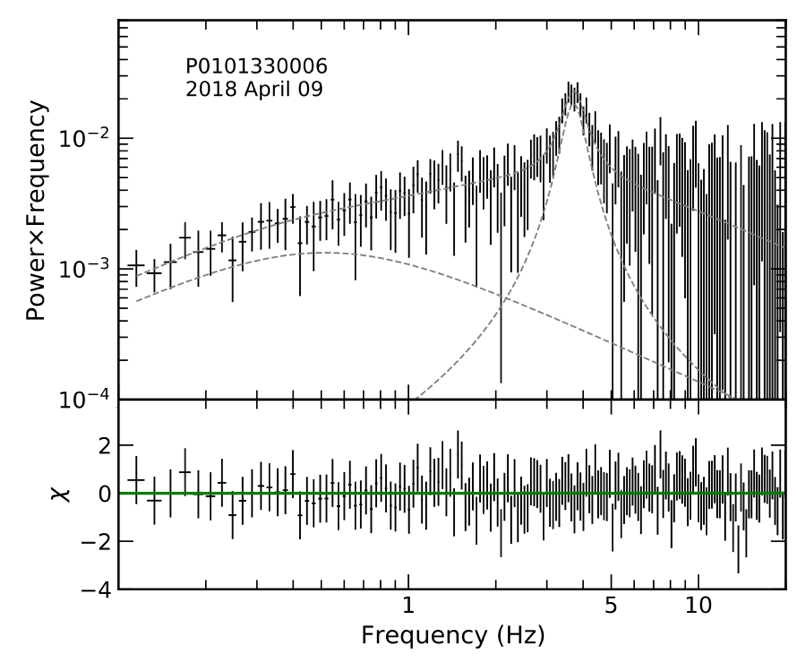 P0101330006
2018 April 09
Power×Frequency
10⁻²
10⁻³
10⁻⁴
χ
2
0
−2
−4
1
5
10
Frequency (Hz)